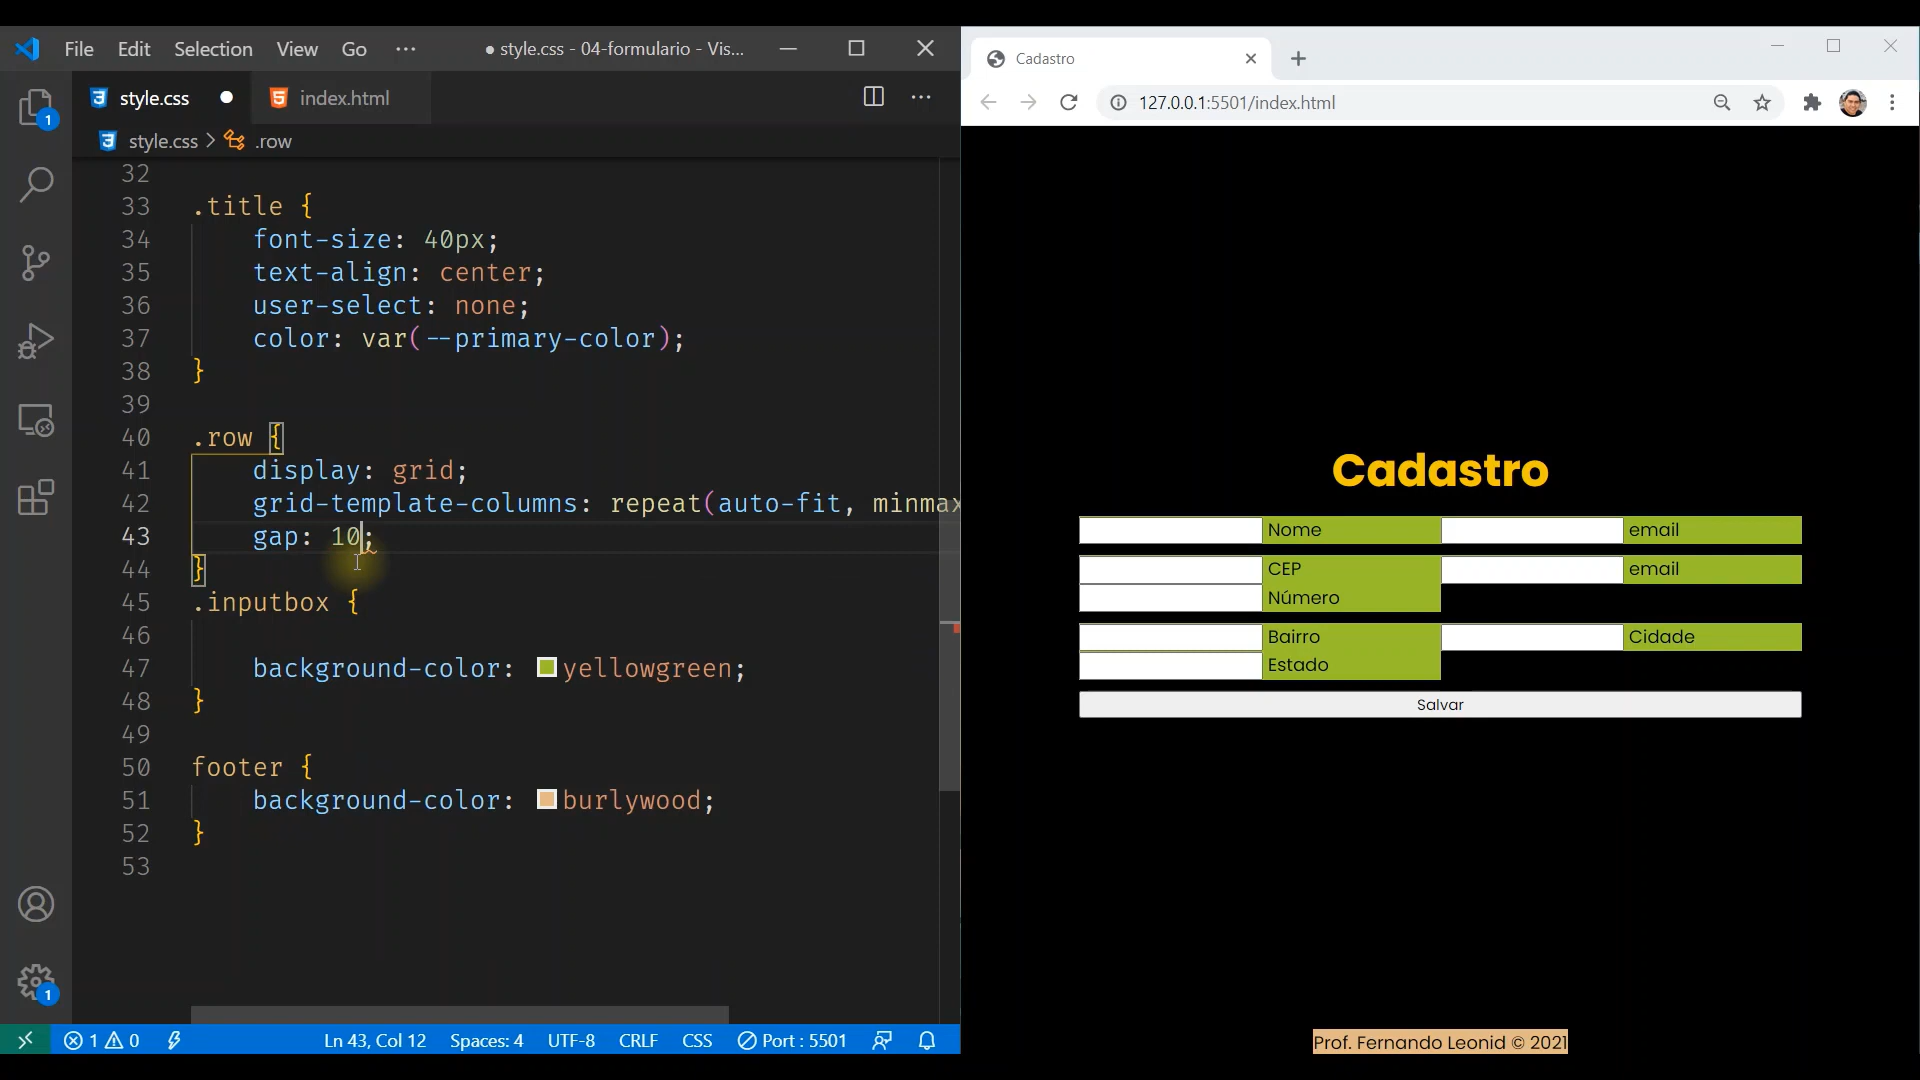 File Edit Selection View Go ··· ● style.css - 04-formulario - Vis...
style.css ● index.html
style.css > .row
32
33 .title {
34 font-size: 40px;
35 text-align: center;
36 user-select: none;
37 color: var(--primary-color);
38 }
39
40 .row {
41 display: grid;
42 grid-template-columns: repeat(auto-fit, minmax
43 gap: 10;
44 }
45 .inputbox {
46
47 background-color: yellowgreen;
48 }
49
50 footer {
51 background-color: burlywood;
52 }
53
1
1
1 0 Ln 43, Col 12 Spaces: 4 UTF-8 CRLF CSS Port : 5501
Cadastro
127.0.0.1:5501/index.html
Cadastro
Nome email
CEP email
Número
Bairro Cidade
Estado
Salvar
Prof. Fernando Leonid © 2021